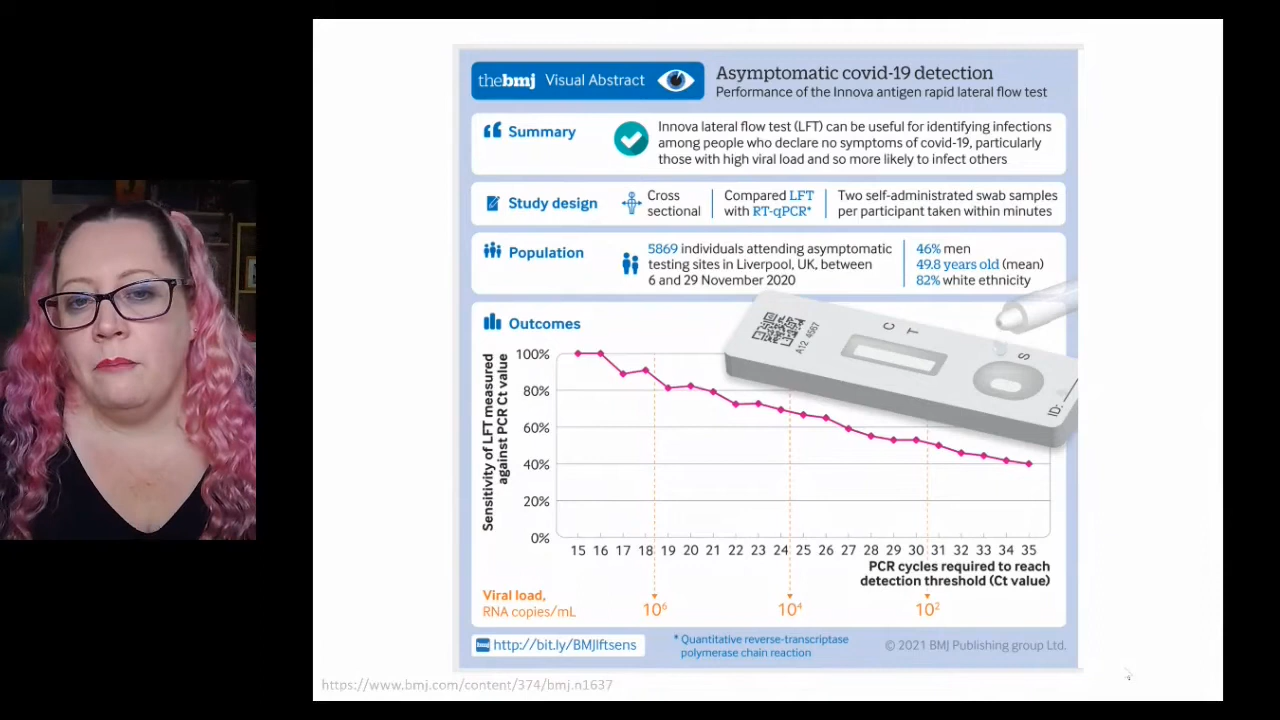 thebmj Visual Abstract
Asymptomatic covid-19 detection
Performance of the Innova antigen rapid lateral flow test
Summary
Innova lateral flow test (LFT) can be useful for identifying infections
among people who declare no symptoms of covid-19, particularly
those with high viral load and so more likely to infect others
Study design
Cross
sectional
Compared LFT
with RT-qPCR*
Two self-administrated swab samples
per participant taken within minutes
Population
5869 individuals attending asymptomatic
testing sites in Liverpool, UK, between
6 and 29 November 2020
46% men
49.8 years old (mean)
82% white ethnicity
Outcomes
A12 4567
C
T
S
ID:
Sensitivity of LFT measured
against PCR Ct value
100%
80%
60%
40%
20%
0%
15 16 17 18 19 20 21 22 23 24 25 26 27 28 29 30 31 32 33 34 35
PCR cycles required to reach
detection threshold (Ct value)
Viral load,
RNA copies/mL
10⁶ 10⁴ 10²
bmj http://bit.ly/BMJlftsens
* Quantitative reverse-transcriptase
polymerase chain reaction
© 2021 BMJ Publishing group Ltd.
https://www.bmj.com/content/374/bmj.n1637